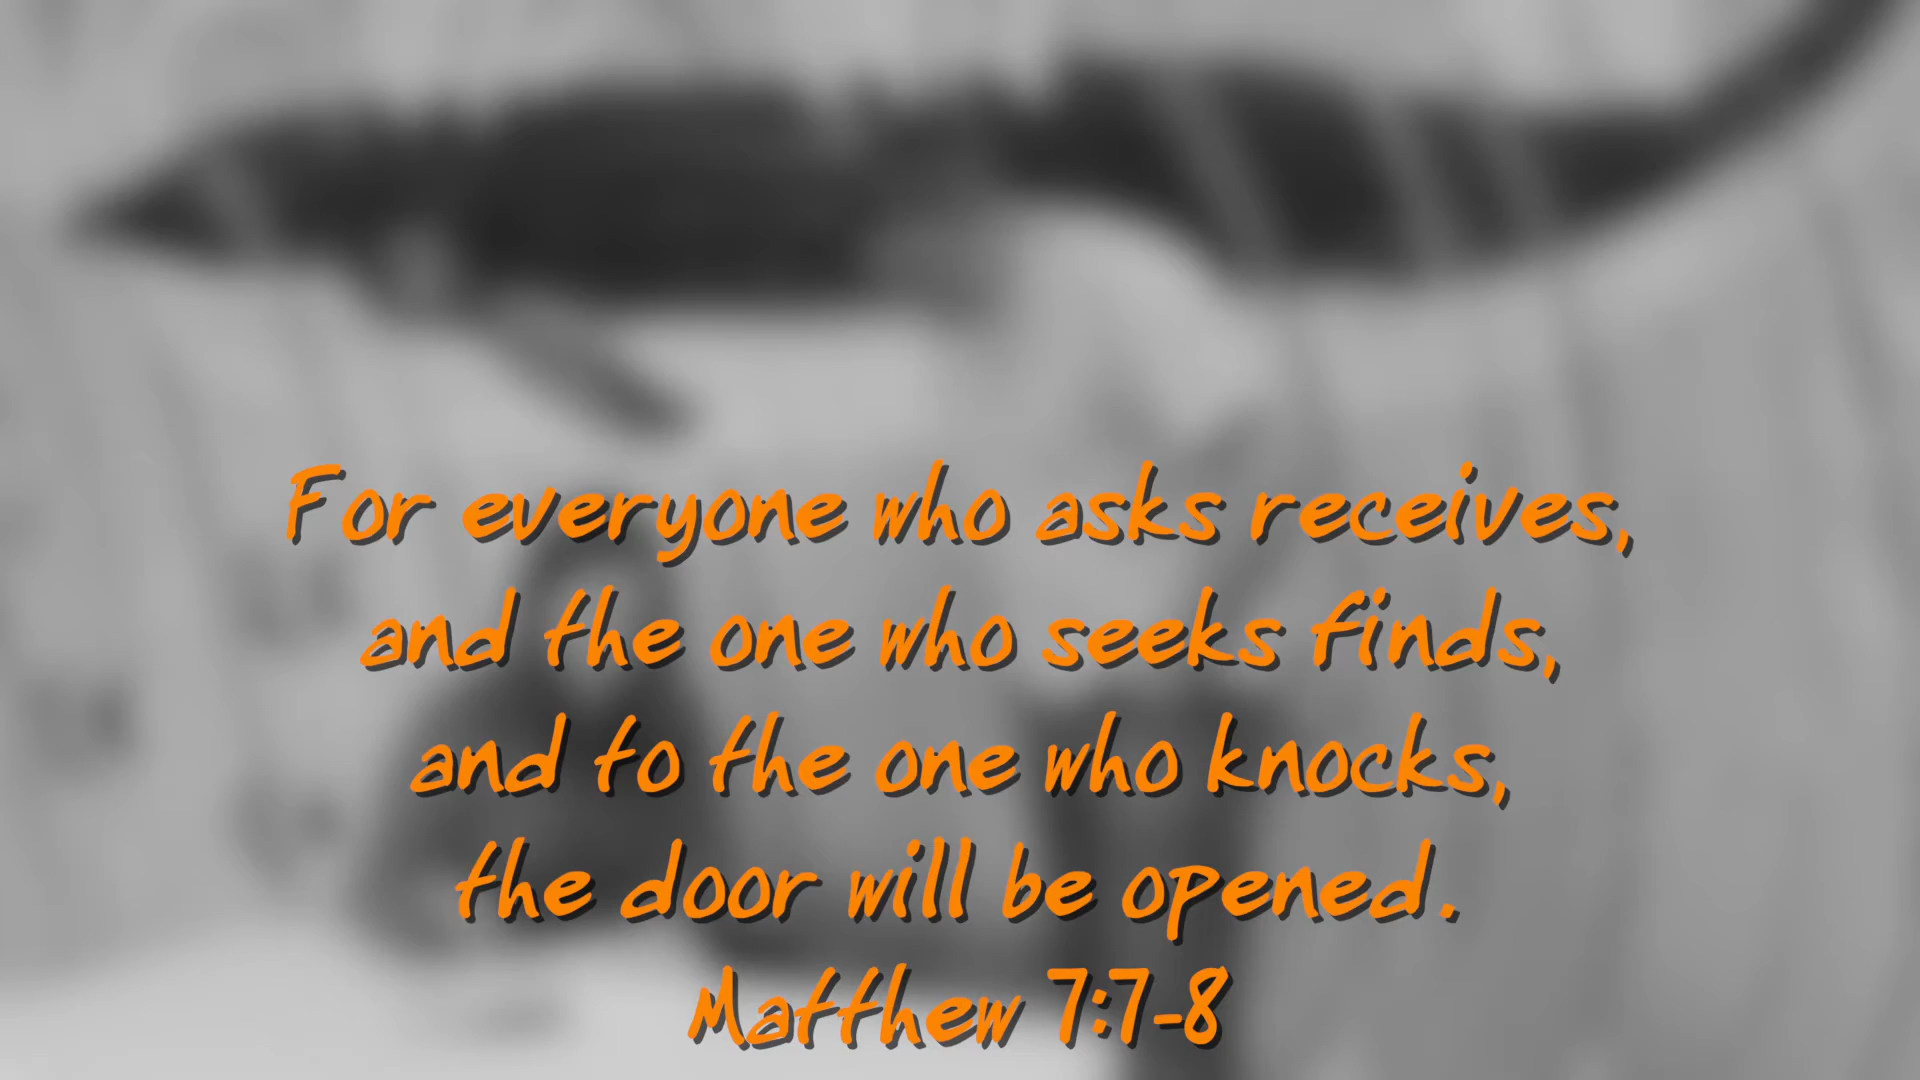 For everyone who asks receives,
and the one who seeks finds,
and to the one who knocks,
the door will be opened.
Matthew 7:7-8